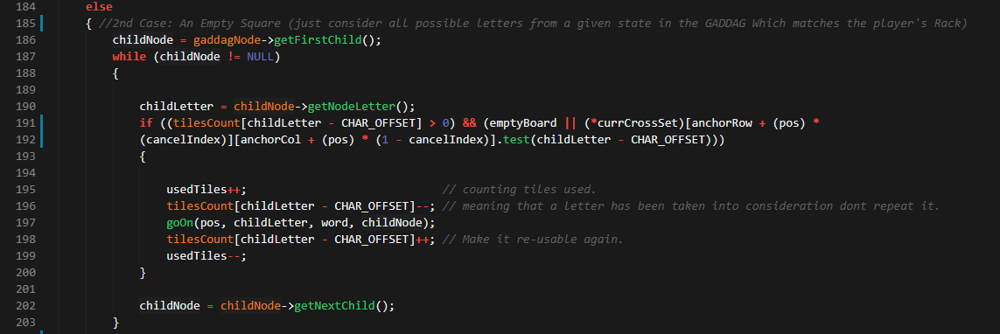 184 else
185 { //2nd Case: An Empty Square (just consider all possible Letters from a given state in the GADDAG Which matches the player's Rack)
186 childNode = gaddagNode->getFirstChild();
187 while (childNode != NULL)
188 {
189
190 childLetter = childNode->getNodeLetter();
191 if ((tilesCount[childLetter - CHAR_OFFSET] > 0) && (emptyBoard || (*currCrossSet)[anchorRow + (pos) *
192 (cancelIndex)][anchorCol + (pos) * (1 - cancelIndex)].test(childLetter - CHAR_OFFSET)))
193 {
194
195 usedTiles++; // counting tiles used.
196 tilesCount[childLetter - CHAR_OFFSET]--; // meaning that a letter has been taken into consideration dont repeat it.
197 goOn(pos, childLetter, word, childNode);
198 tilesCount[childLetter - CHAR_OFFSET]++; // Make it re-usable again.
199 usedTiles--;
200 }
201
202 childNode = childNode->getNextChild();
203 }